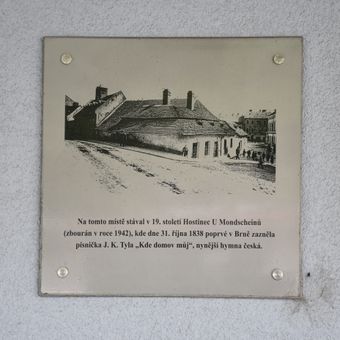 Na tomto místě stával v 19. století Hostinec U Mondscheinů
(zbourán v roce 1942), kde dne 31. října 1838 poprvé v Brně zazněla
písnička J. K. Tyla „Kde domov můj“, nynější hymna česká.